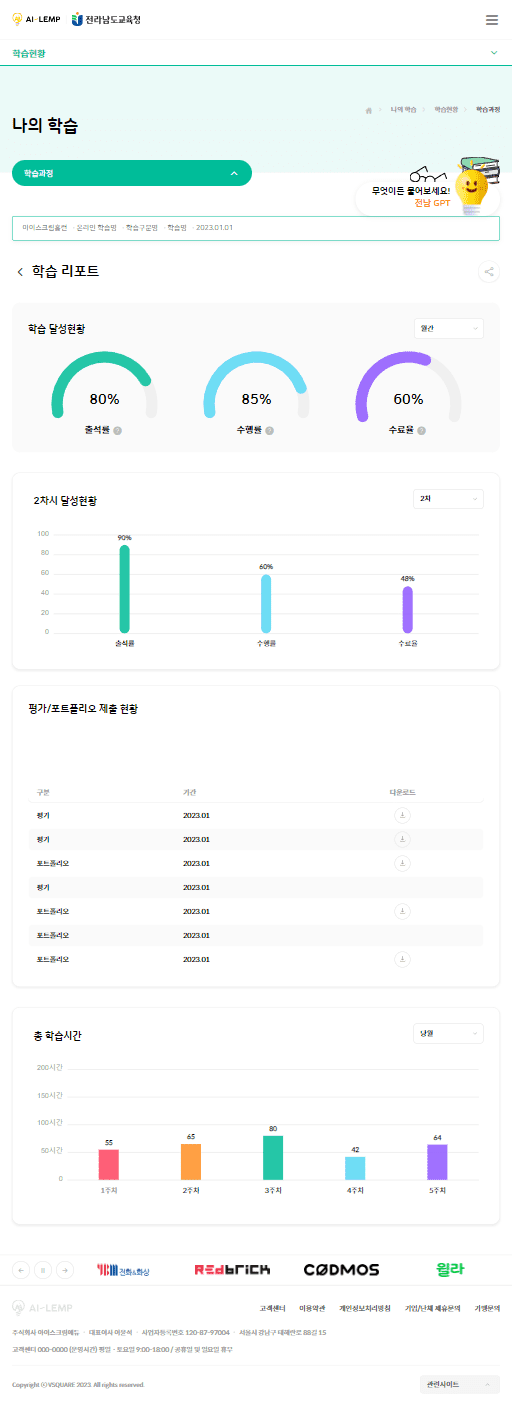 AI-LEMP 전라남도교육청
학습현황
나의 학습 학습현황 학습과정
나의 학습
학습과정
무엇이든 물어보세요!
전남 GPT
아이스크림홈런 · 온라인 학습명 · 학습구분명 · 학습명 · 2023.01.01
학습 리포트
학습 달성현황
월간
80% 85% 60%
출석률 수행률 수료율
2차시 달성현황
2차
100
80
60
40
20
0
90%
60%
48%
출석률 수행률 수료율
평가/포트폴리오 제출 현황
구분 기간 다운로드
평가 2023.01
평가 2023.01
포트폴리오 2023.01
평가 2023.01
포트폴리오 2023.01
포트폴리오 2023.01
포트폴리오 2023.01
총 학습시간
당월
200시간
150시간
100시간
50시간
0
55 65 80 42 64
1주차 2주차 3주차 4주차 5주차
전화&화상 Redbrick CODMOS 윌라
AI-LEMP
고객센터 이용약관 개인정보처리방침 기업/단체 제휴문의 가맹문의
주식회사 아이스크림에듀 · 대표이사 이윤석 · 사업자등록번호 120-87-97004 · 서울시 강남구 테헤란로 88길 15
고객센터 000-0000 (운영시간) 평일 - 토요일 9:00-18:00 / 공휴일 및 일요일 휴무
Copyright ⓒ VSQUARE 2023. All rights reserved.
관련사이트